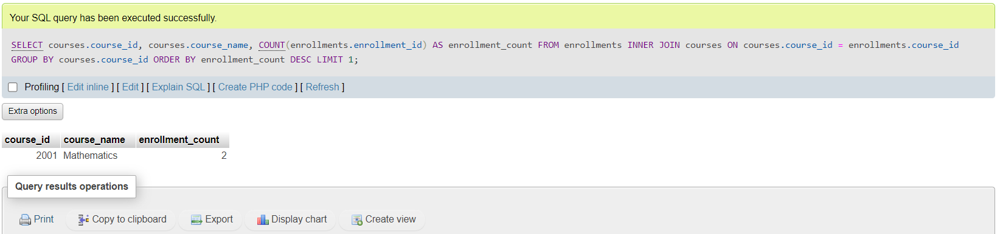 Your SQL query has been executed successfully.
SELECT courses.course_id, courses.course_name, COUNT(enrollments.enrollment_id) AS enrollment_count FROM enrollments INNER JOIN courses ON courses.course_id = enrollments.course_id
GROUP BY courses.course_id ORDER BY enrollment_count DESC LIMIT 1;
Profiling [ Edit inline ] [ Edit ] [ Explain SQL ] [ Create PHP code ] [ Refresh ]
Extra options
course_id course_name enrollment_count
2001 Mathematics 2
Query results operations
Print Copy to clipboard Export Display chart Create view